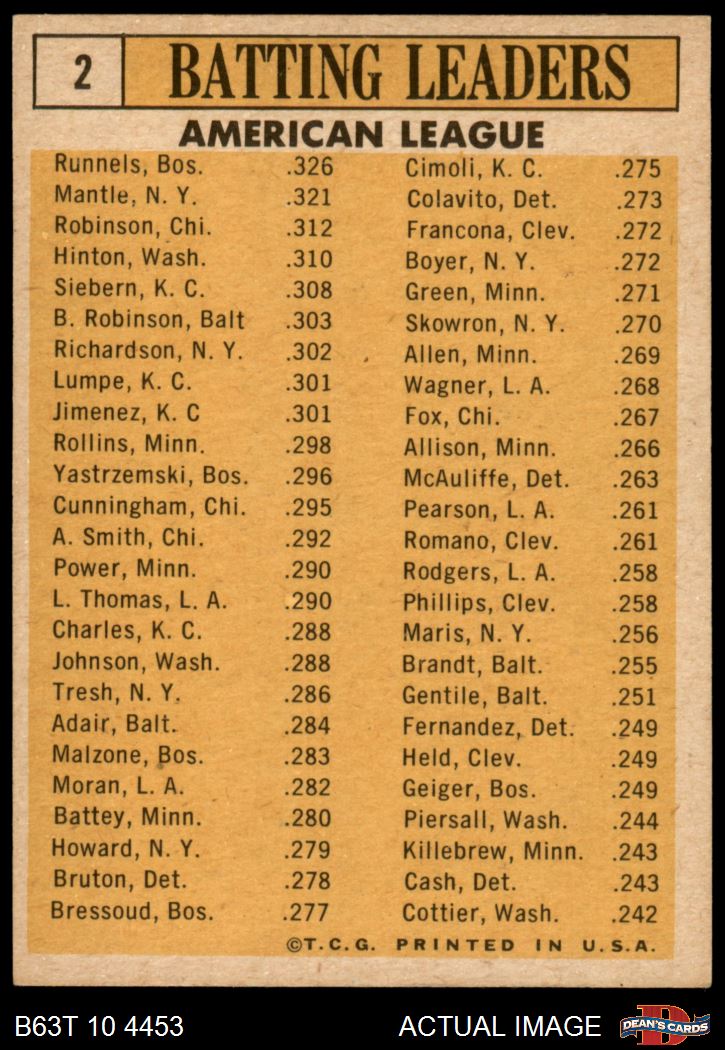 2
BATTING LEADERS
AMERICAN LEAGUE
Runnels, Bos. .326
Mantle, N. Y. .321
Robinson, Chi. .312
Hinton, Wash. .310
Siebern, K. C. .308
B. Robinson, Balt .303
Richardson, N. Y. .302
Lumpe, K. C. .301
Jimenez, K. C .301
Rollins, Minn. .298
Yastrzemski, Bos. .296
Cunningham, Chi. .295
A. Smith, Chi. .292
Power, Minn. .290
L. Thomas, L. A. .290
Charles, K. C. .288
Johnson, Wash. .288
Tresh, N. Y. .286
Adair, Balt. .284
Malzone, Bos. .283
Moran, L. A. .282
Battey, Minn. .280
Howard, N. Y. .279
Bruton, Det. .278
Bressoud, Bos. .277
Cimoli, K. C. .275
Colavito, Det. .273
Francona, Clev. .272
Boyer, N. Y. .272
Green, Minn. .271
Skowron, N. Y. .270
Allen, Minn. .269
Wagner, L. A. .268
Fox, Chi. .267
Allison, Minn. .266
McAuliffe, Det. .263
Pearson, L. A. .261
Romano, Clev. .261
Rodgers, L. A. .258
Phillips, Clev. .258
Maris, N. Y. .256
Brandt, Balt. .255
Gentile, Balt. .251
Fernandez, Det. .249
Held, Clev. .249
Geiger, Bos. .249
Piersall, Wash. .244
Killebrew, Minn. .243
Cash, Det. .243
Cottier, Wash. .242
©T.C.G. PRINTED IN U.S.A.
B63T 10 4453
ACTUAL IMAGE
D
DEAN'S CARDS